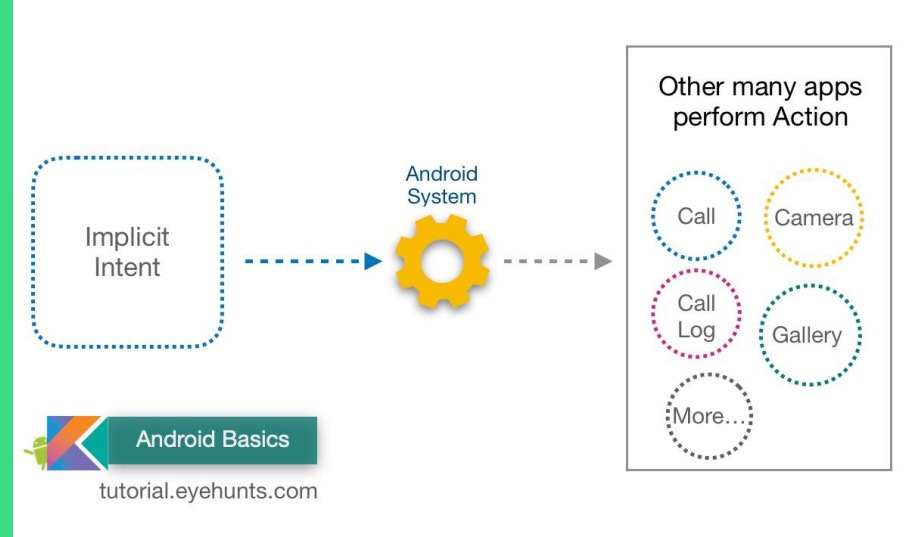 Other many apps
perform Action
Android
System
Implicit
Intent
Call
Camera
Call
Log
Gallery
More...
Android Basics
tutorial.eyehunts.com